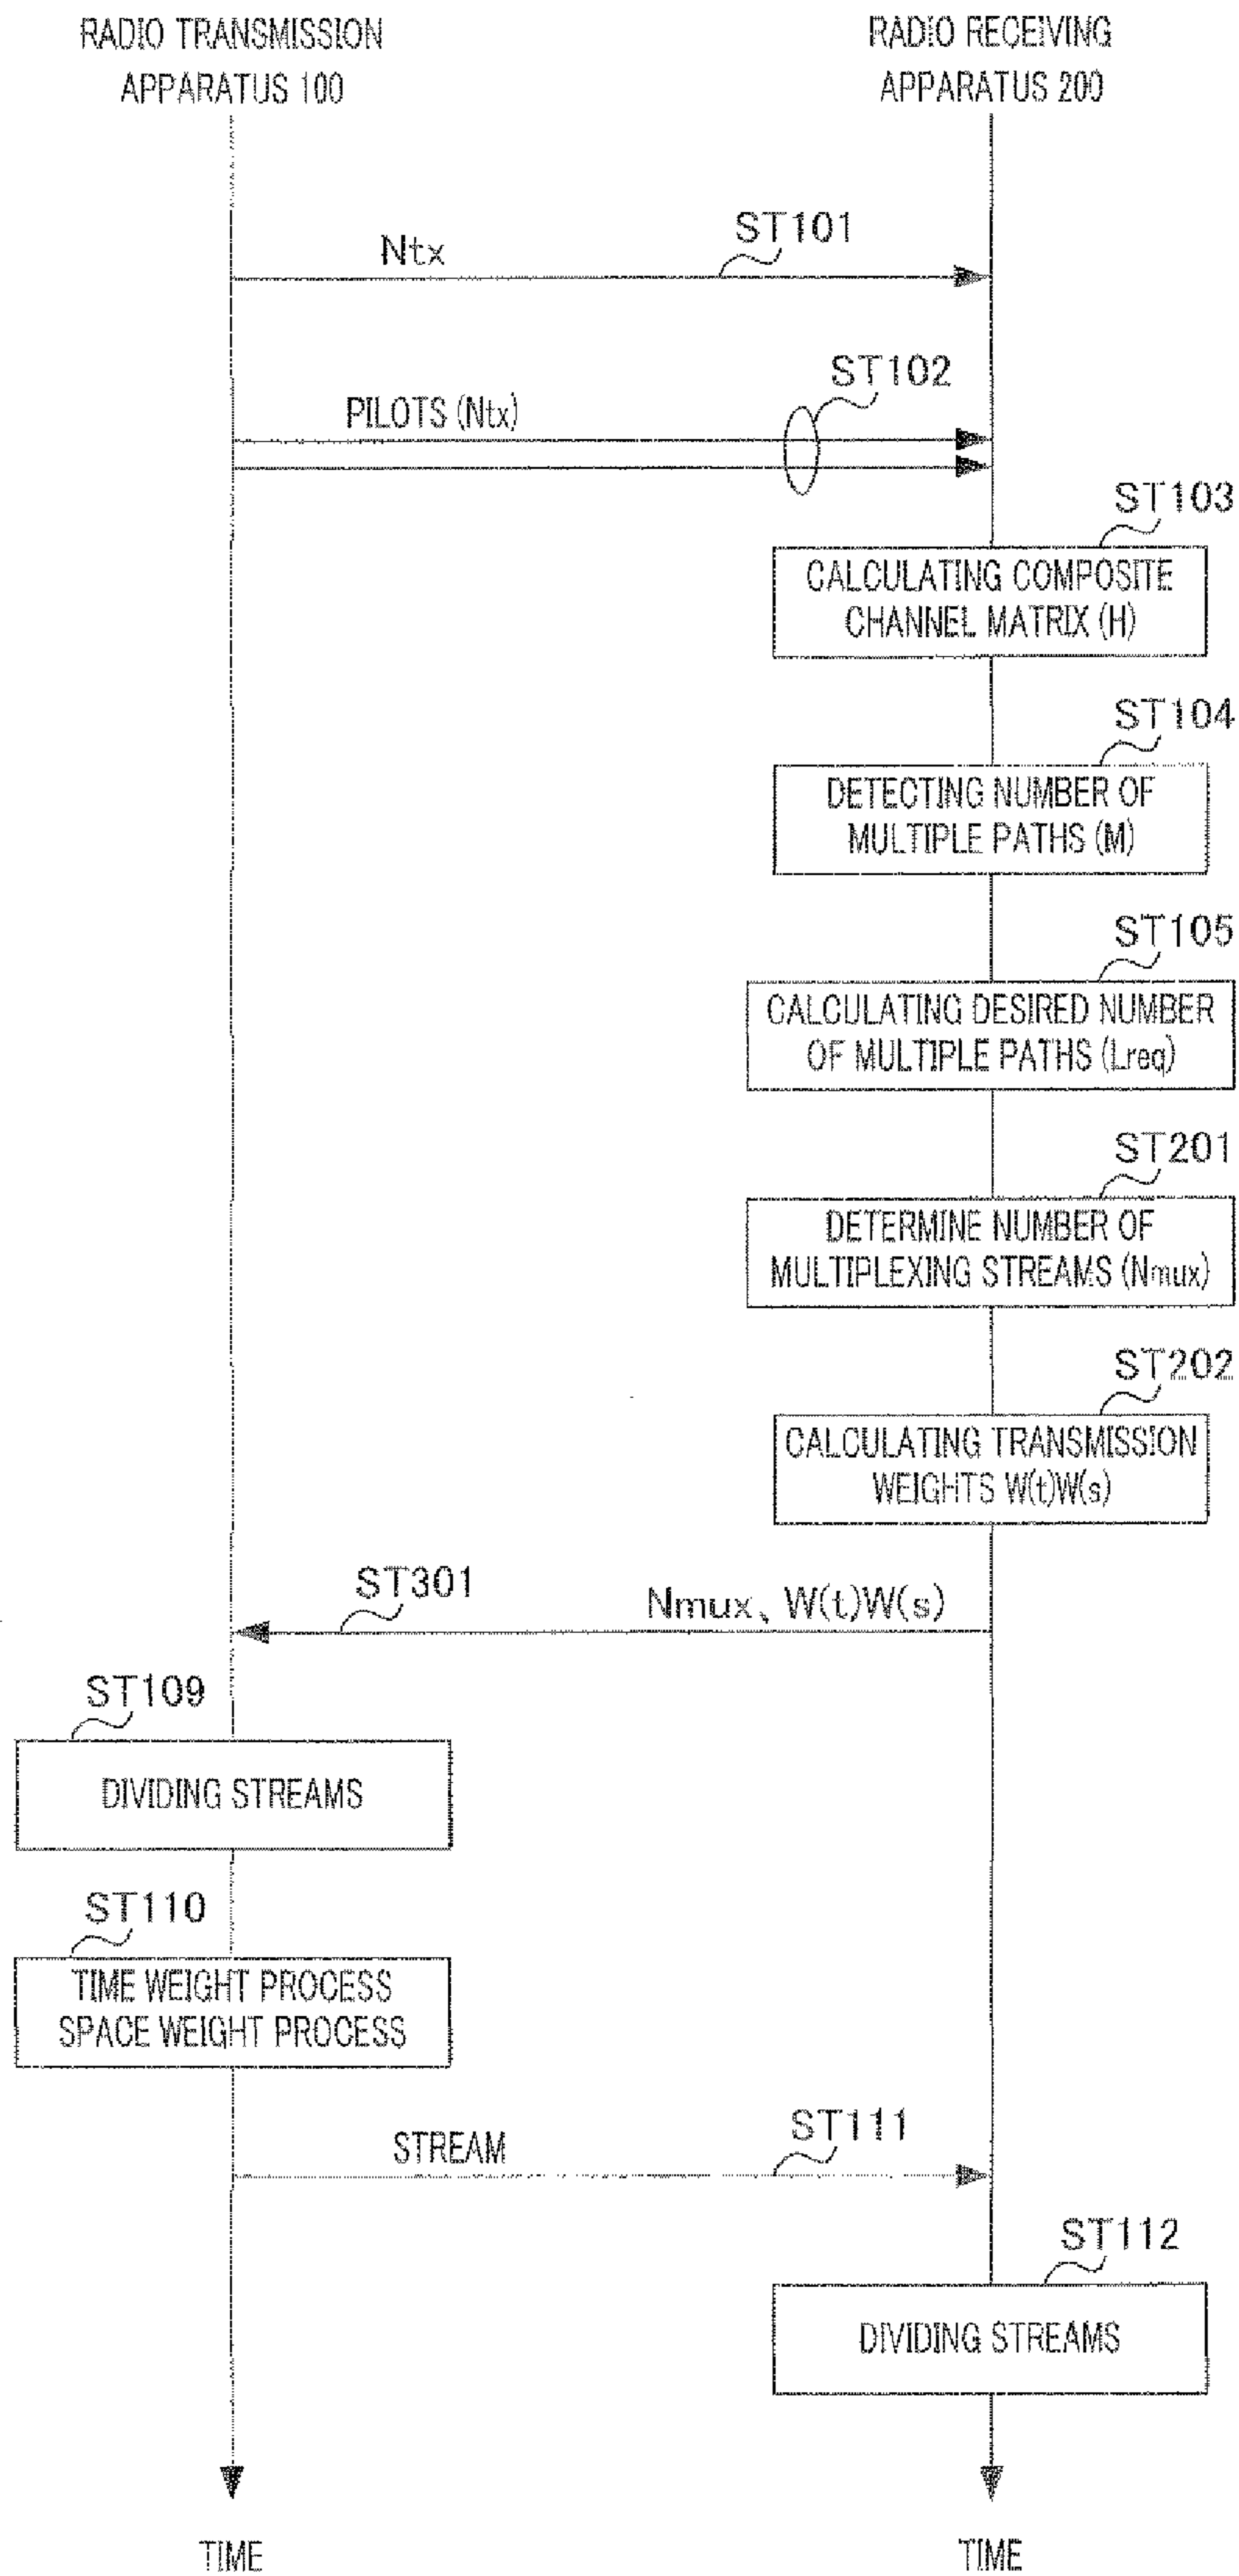 RADIO TRANSMISSION
APPARATUS 100
RADIO RECEIVING
APPARATUS 200
ST101
Ntx
ST102
PILOTS (Ntx)
ST103
CALCULATING COMPOSITE
CHANNEL MATRIX (H)
ST104
DETECTING NUMBER OF
MULTIPLE PATHS (M)
ST105
CALCULATING DESIRED NUMBER
OF MULTIPLE PATHS (Lreq)
ST201
DETERMINE NUMBER OF
MULTIPLEXING STREAMS (Nmux)
ST202
CALCULATING TRANSMISSION
WEIGHTS W(t)W(s)
ST301
Nmux、W(t)W(s)
ST109
DIVIDING STREAMS
ST110
TIME WEIGHT PROCESS
SPACE WEIGHT PROCESS
ST111
STREAM
ST112
DIVIDING STREAMS
TIME
TIME